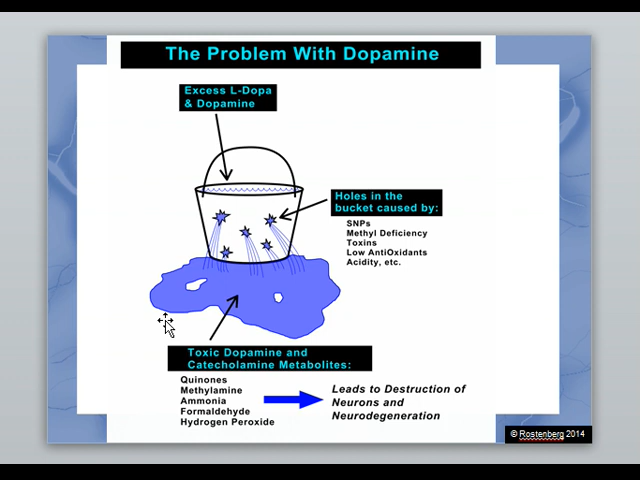 The Problem With Dopamine
Excess L-Dopa
& Dopamine
Holes in the
bucket caused by:
SNPs
Methyl Deficiency
Toxins
Low AntiOxidants
Acidity, etc.
Toxic Dopamine and
Catecholamine Metabolites:
Quinones
Methylamine
Ammonia
Formaldehyde
Hydrogen Peroxide
Leads to Destruction of
Neurons and
Neurodegeneration
© Rostenberg 2014